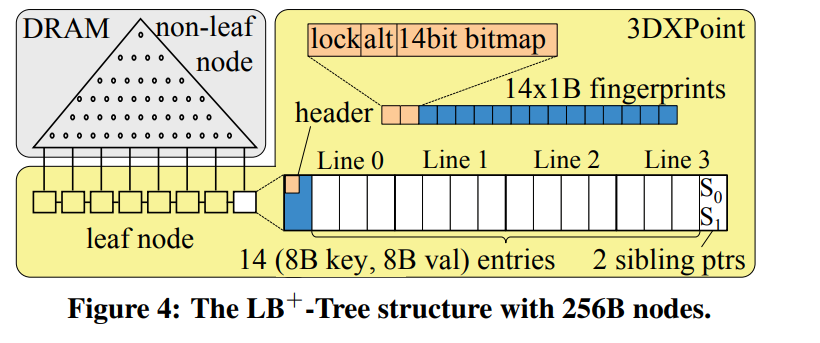 DRAM
non-leaf
node
lock alt 14bit bitmap
3DXPoint
14x1B fingerprints
header
Line 0 Line 1 Line 2 Line 3
S0
S1
leaf node
14 (8B key, 8B val) entries
2 sibling ptrs
Figure 4: The LB+-Tree structure with 256B nodes.